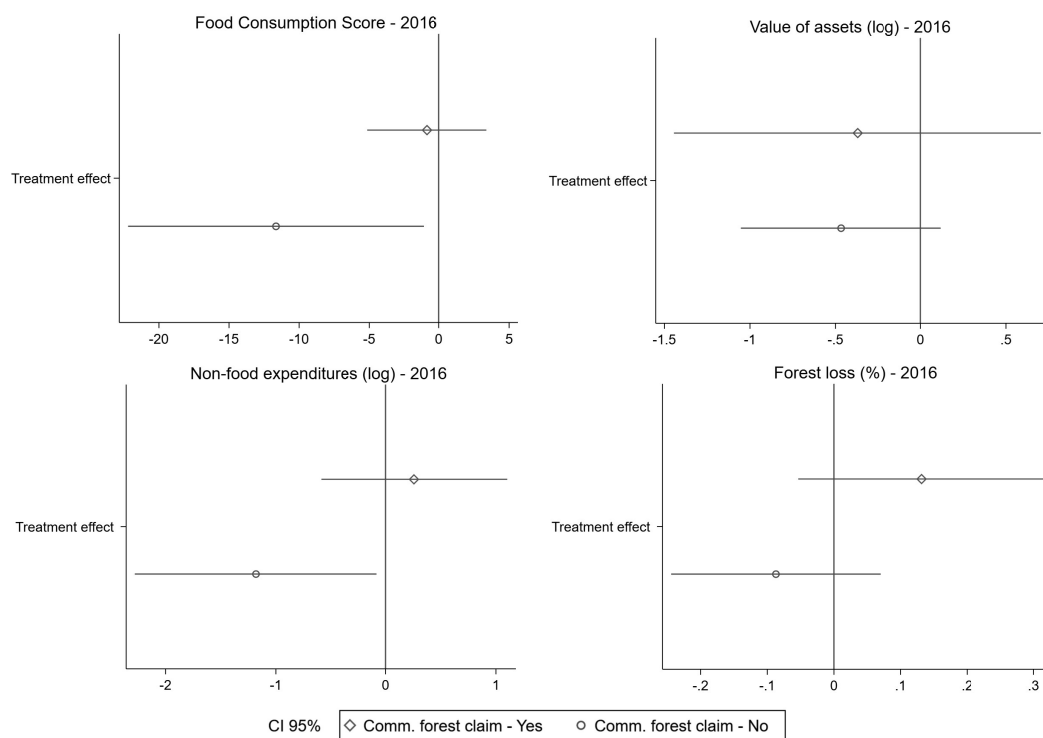 Food Consumption Score - 2016
Treatment effect
-20 -15 -10 -5 0 5
Value of assets (log) - 2016
Treatment effect
-1.5 -1 -.5 0 .5
Non-food expenditures (log) - 2016
Treatment effect
-2 -1 0 1
Forest loss (%) - 2016
Treatment effect
-.2 -.1 0 .1 .2 .3
CI 95% Comm. forest claim - Yes Comm. forest claim - No